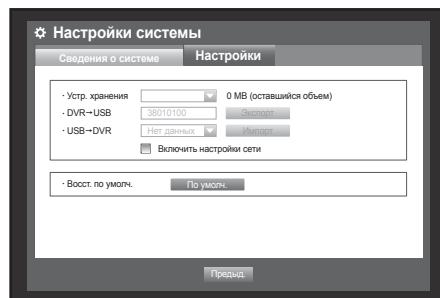 Настройки системы
Сведения о системе Настройки
· Устр. хранения 0 MB (оставшийся объем)
· DVR→USB 38010100 Экспорт
· USB→DVR Нет данных Импорт
Включить настройки сети
· Восст. по умолч. По умолч.
Предыд.